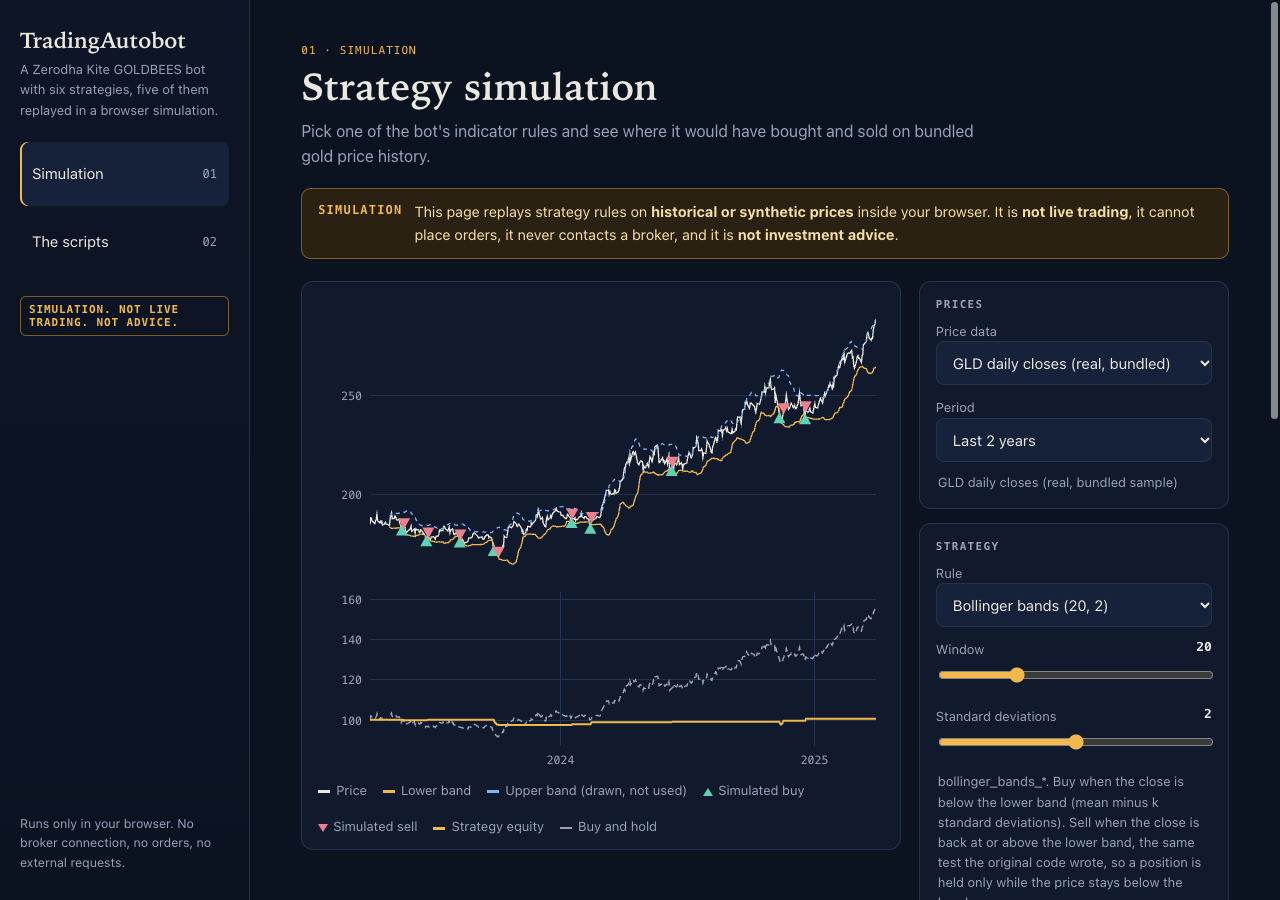 TradingAutobot
A Zerodha Kite GOLDBEES bot
with six strategies, five of them
replayed in a browser simulation.
Simulation 01
The scripts 02
SIMULATION. NOT LIVE
TRADING. NOT ADVICE.
Runs only in your browser. No
broker connection, no orders, no
external requests.
01 · SIMULATION
Strategy simulation
Pick one of the bot's indicator rules and see where it would have bought and sold on bundled
gold price history.
SIMULATION This page replays strategy rules on historical or synthetic prices inside your browser. It is not live trading, it cannot
place orders, it never contacts a broker, and it is not investment advice.
250
200
160
140
120
100
2024 2025
Price Lower band Upper band (drawn, not used) Simulated buy
Simulated sell Strategy equity Buy and hold
PRICES
Price data
GLD daily closes (real, bundled)
Period
Last 2 years
GLD daily closes (real, bundled sample)
STRATEGY
Rule
Bollinger bands (20, 2)
Window 20
Standard deviations 2
bollinger_bands_*. Buy when the close is
below the lower band (mean minus k
standard deviations). Sell when the close is
back at or above the lower band, the same
test the original code wrote, so a position is
held only while the price stays below the